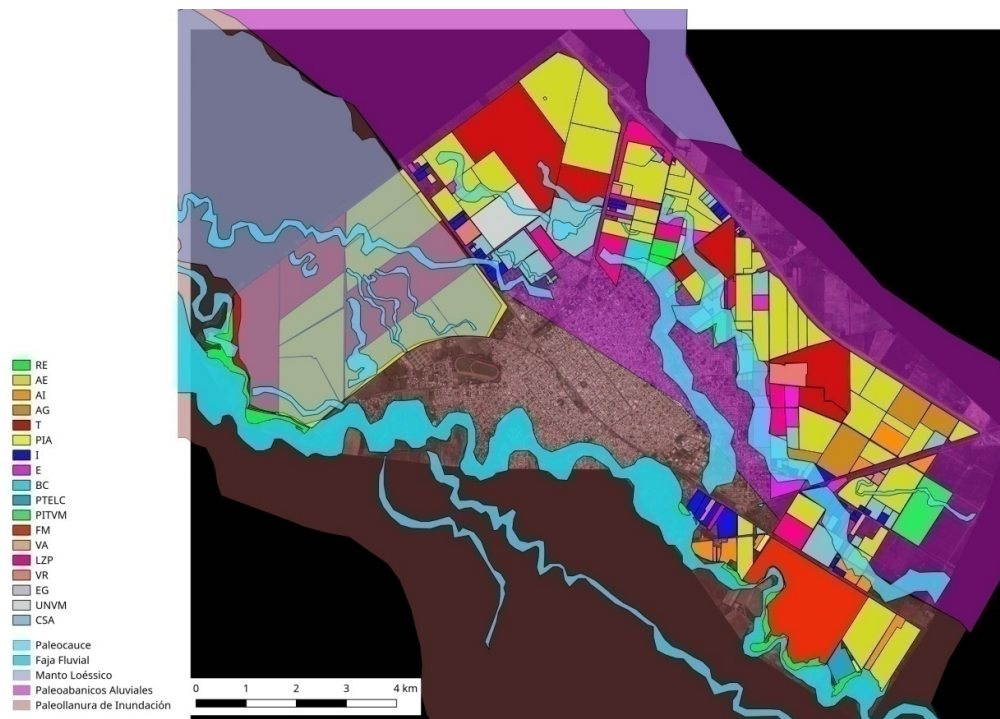 RE
AE
AI
AG
T
PIA
I
E
BC
PTELC
PITVM
FM
VA
LZP
VR
EG
UNVM
CSA
Paleocauce
Faja Fluvial
Manto Loéssico
Paleoabanicos Aluviales
Paleollanura de Inundación
0 1 2 3 4 km